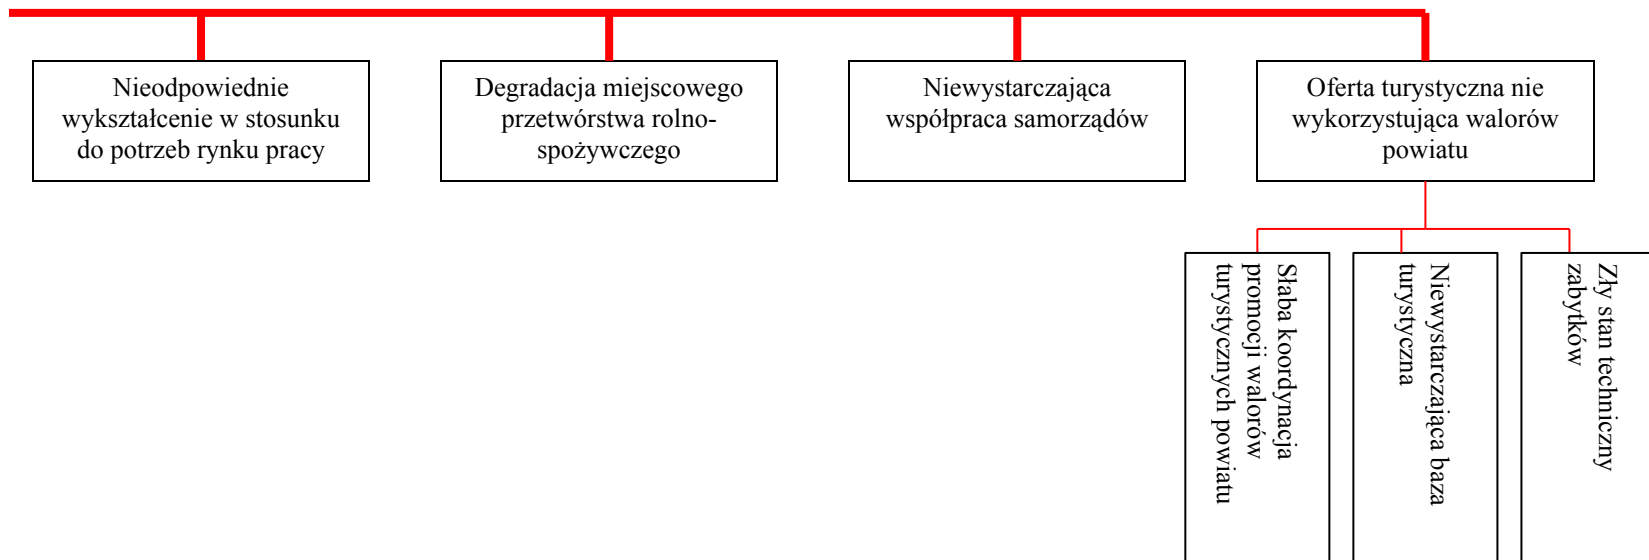 Nieodpowiednie
wykształcenie w stosunku
do potrzeb rynku pracy
Degradacja miejscowego
przetwórstwa rolno-
spożywczego
Niewystarczająca
współpraca samorządów
Oferta turystyczna nie
wykorzystująca walorów
powiatu
Słaba koordynacja
promocji walorów
turystycznych powiatu
Niewystarczająca baza
turystyczna
Zły stan techniczny
zabytków